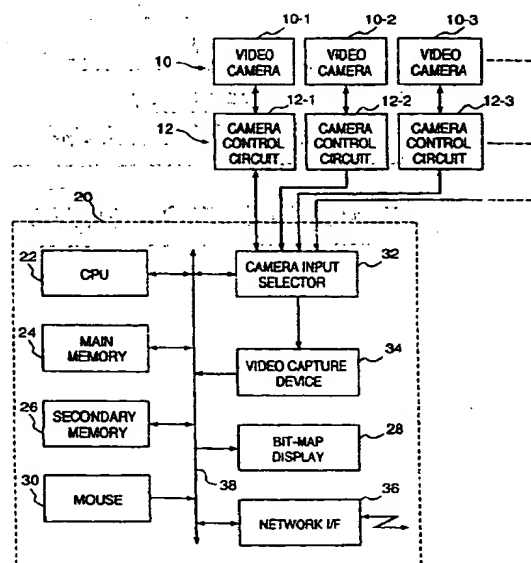 10-1 10-2 10-3
10 VIDEO CAMERA VIDEO CAMERA VIDEO CAMERA
12-1 12-2 12-3
12 CAMERA CONTROL CIRCUIT CAMERA CONTROL CIRCUIT CAMERA CONTROL CIRCUIT
20
22 CPU
CAMERA INPUT SELECTOR 32
24 MAIN MEMORY
VIDEO CAPTURE DEVICE 34
26 SECONDARY MEMORY
BIT-MAP DISPLAY 28
30 MOUSE
38
NETWORK I/F 36